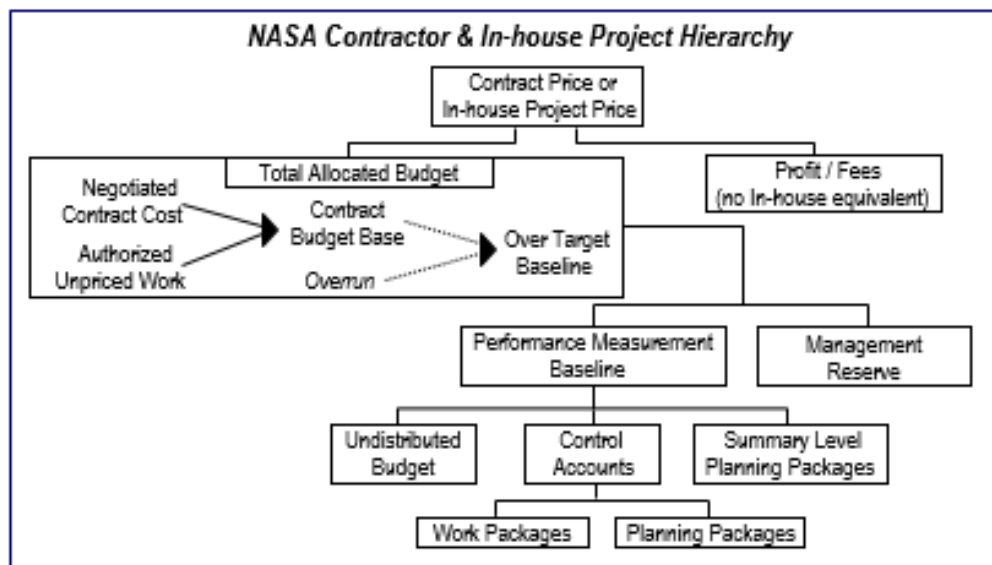 NASA Contractor & In-house Project Hierarchy
Contract Price or
In-house Project Price
Total Allocated Budget
Profit / Fees
(no In-house equivalent)
Negotiated
Contract Cost
Contract
Budget Base
Authorized
Unpriced Work
Overrun
Over Target
Baseline
Performance Measurement
Baseline
Management
Reserve
Undistributed
Budget
Control
Accounts
Summary Level
Planning Packages
Work Packages
Planning Packages